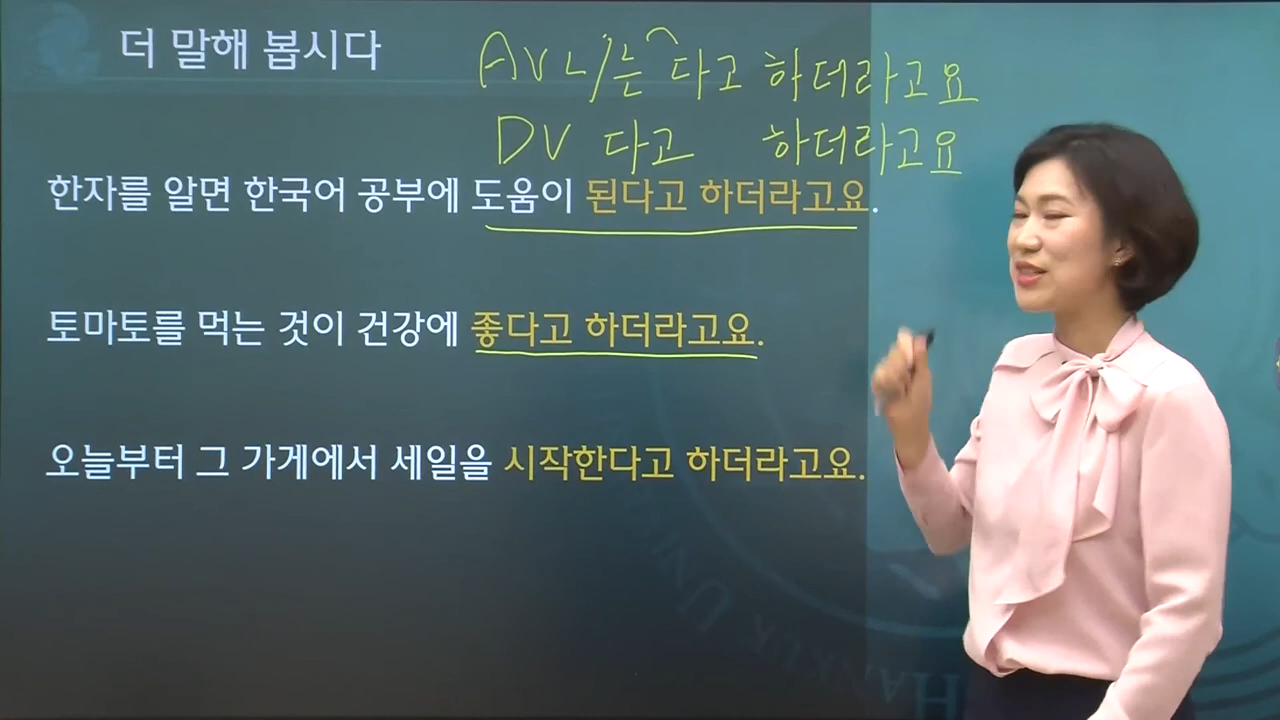 더 말해 봅시다
AV ㄴ/는 다고 하더라고요
DV 다고 하더라고요
한자를 알면 한국어 공부에 도움이 된다고 하더라고요.
토마토를 먹는 것이 건강에 좋다고 하더라고요.
오늘부터 그 가게에서 세일을 시작한다고 하더라고요.